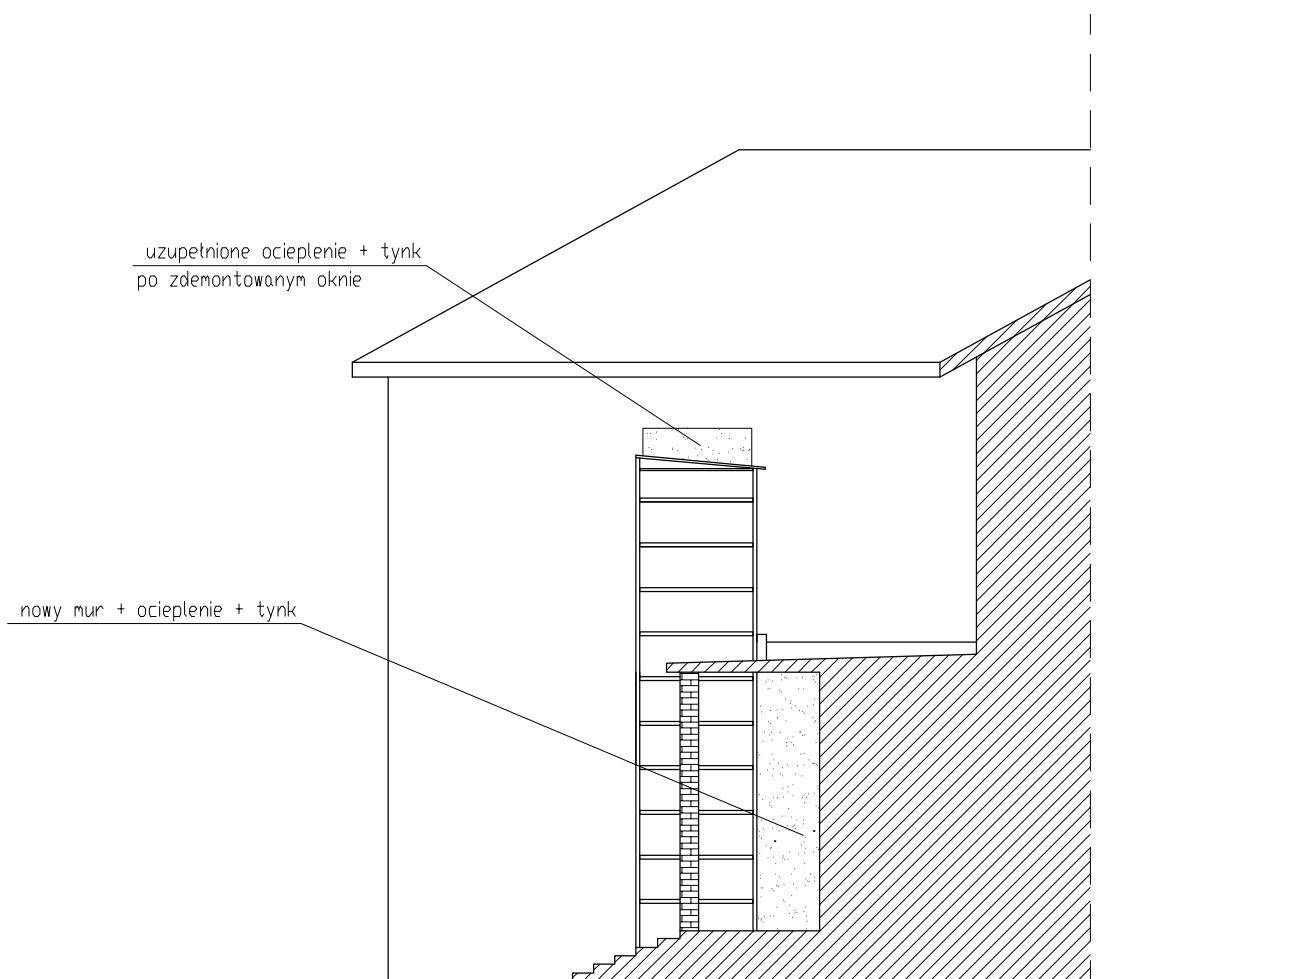 uzupełnione ocieplenie + tynk
po zdemontowanym oknie
nowy mur + ocieplenie + tynk